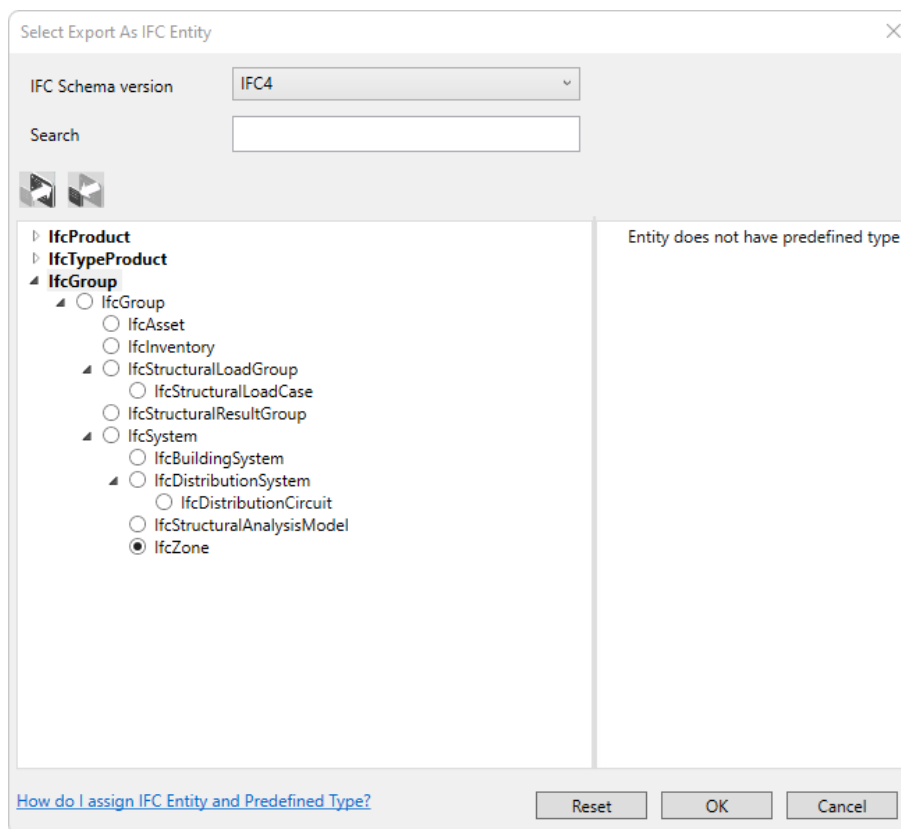 Select Export As IFC Entity
IFC Schema version IFC4
Search
IfcProduct
IfcTypeProduct
IfcGroup
IfcGroup
IfcAsset
IfcInventory
IfcStructuralLoadGroup
IfcStructuralLoadCase
IfcStructuralResultGroup
IfcSystem
IfcBuildingSystem
IfcDistributionSystem
IfcDistributionCircuit
IfcStructuralAnalysisModel
IfcZone
Entity does not have predefined type
How do I assign IFC Entity and Predefined Type?
Reset OK Cancel